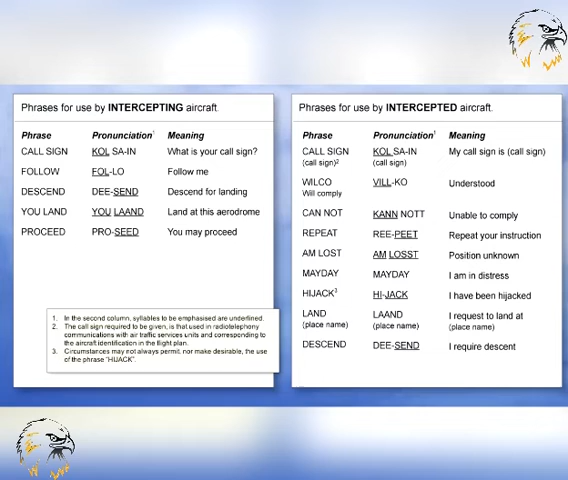 Phrases for use by INTERCEPTING aircraft.
Phrase Pronunciation1 Meaning
CALL SIGN KOL SA-IN What is your call sign?
FOLLOW FOL-LO Follow me
DESCEND DEE-SEND Descend for landing
YOU LAND YOU LAAND Land at this aerodrome
PROCEED PRO-SEED You may proceed
1. In the second column, syllables to be emphasised are underlined.
2. The call sign required to be given, is that used in radiotelephony
communications with air traffic services units and corresponding to
the aircraft identification in the flight plan.
3. Circumstances may not always permit, nor make desirable, the use
of the phrase "HIJACK".
Phrases for use by INTERCEPTED aircraft.
Phrase Pronunciation1 Meaning
CALL SIGN KOL SA-IN My call sign is (call sign)
(call sign)2 (call sign)
WILCO VILL-KO Understood
Will comply
CAN NOT KANN NOTT Unable to comply
REPEAT REE-PEET Repeat your instruction
AM LOST AM LOSST Position unknown
MAYDAY MAYDAY I am in distress
HIJACK3 HI-JACK I have been hijacked
LAND LAAND I request to land at
(place name) (place name) (place name)
DESCEND DEE-SEND I require descent